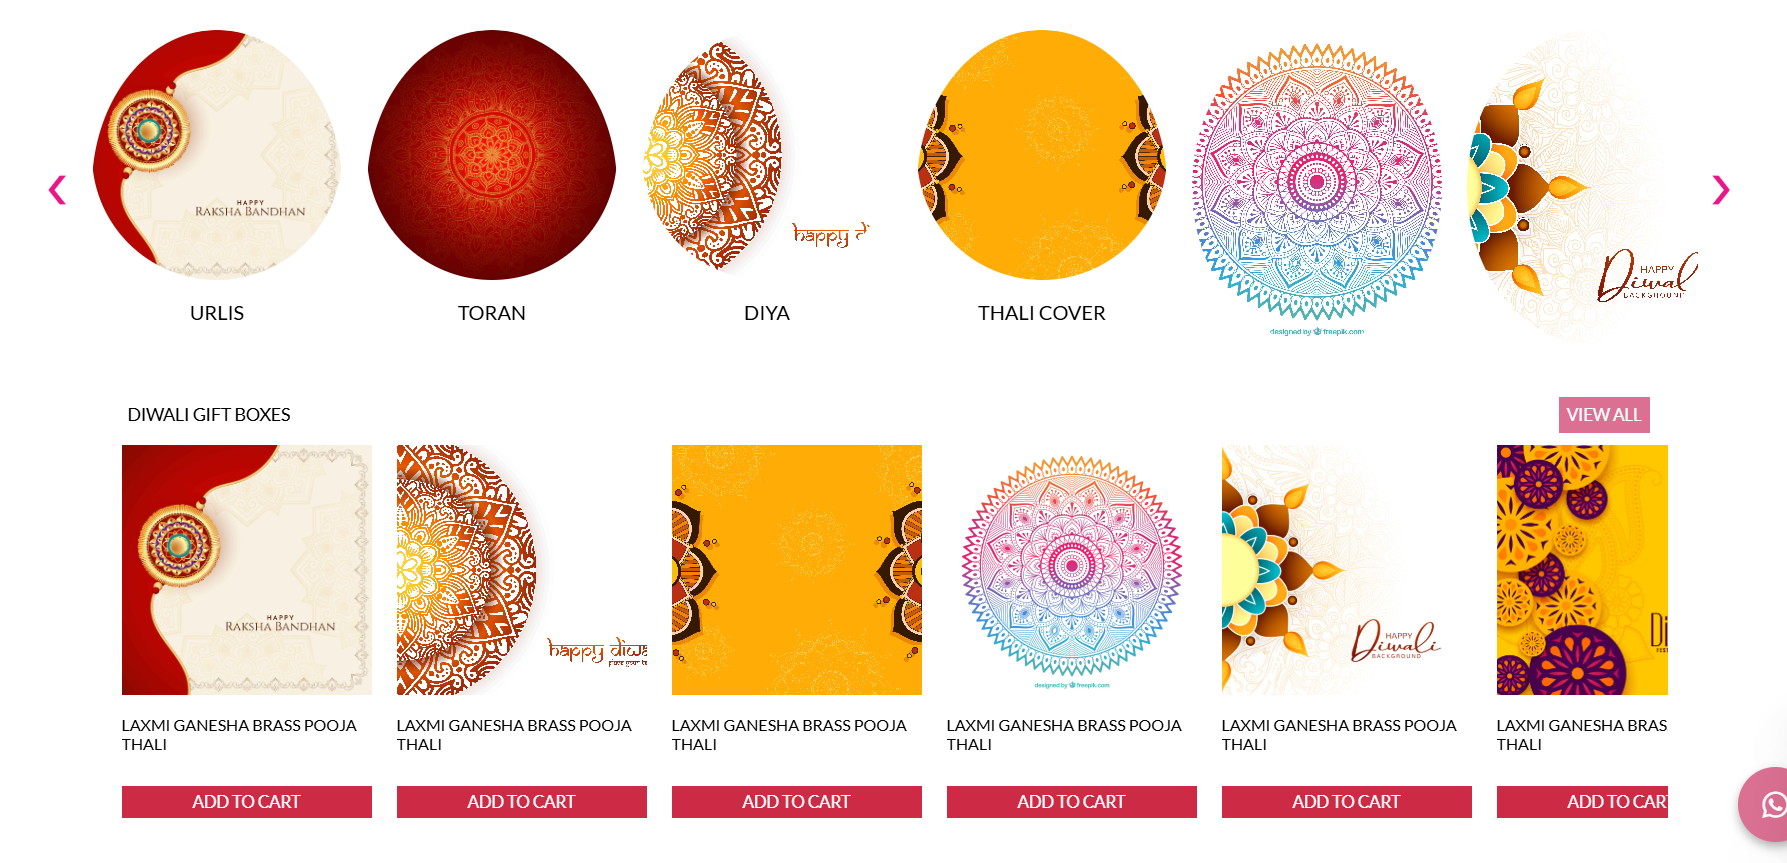 HAPPY
RAKSHA BANDHAN
happy
HAPPY
Diwal
BACKGROUND
designed by freepik.com
URLIS
TORAN
DIYA
THALI COVER
DIWALI GIFT BOXES
VIEW ALL
HAPPY
RAKSHA BANDHAN
happy diwa
designed by freepik.com
HAPPY
Diwali
BACKGROUND
Di
FEST
LAXMI GANESHA BRASS POOJA
THALI
LAXMI GANESHA BRASS POOJA
THALI
LAXMI GANESHA BRASS POOJA
THALI
LAXMI GANESHA BRASS POOJA
THALI
LAXMI GANESHA BRASS POOJA
THALI
LAXMI GANESHA BRAS
THALI
ADD TO CART
ADD TO CART
ADD TO CART
ADD TO CART
ADD TO CART
ADD TO CAR